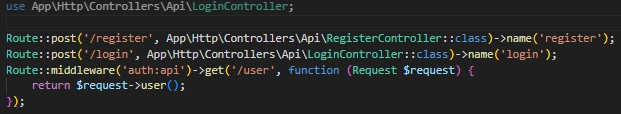 use App\Http\Controllers\Api\LoginController;
Route::post('/register', App\Http\Controllers\Api\RegisterController::class)->name('register');
Route::post('/login', App\Http\Controllers\Api\LoginController::class)->name('login');
Route::middleware('auth:api')->get('/user', function (Request $request) {
    return $request->user();
});